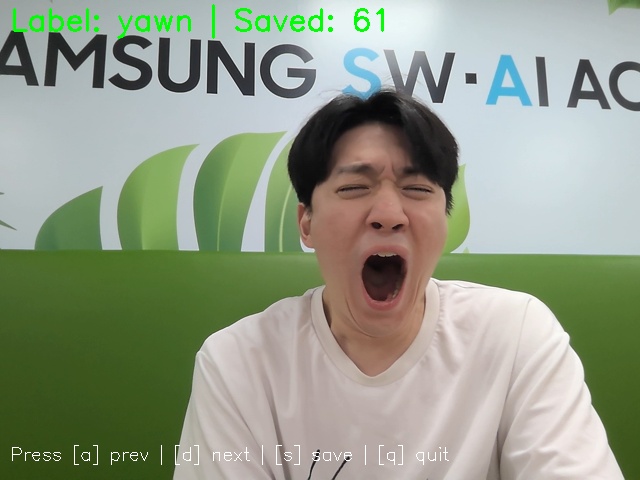 Label: yawn | Saved: 61
AMSUNG SW·AI AC
Press [a] prev | [d] next | [s] save | [q] quit